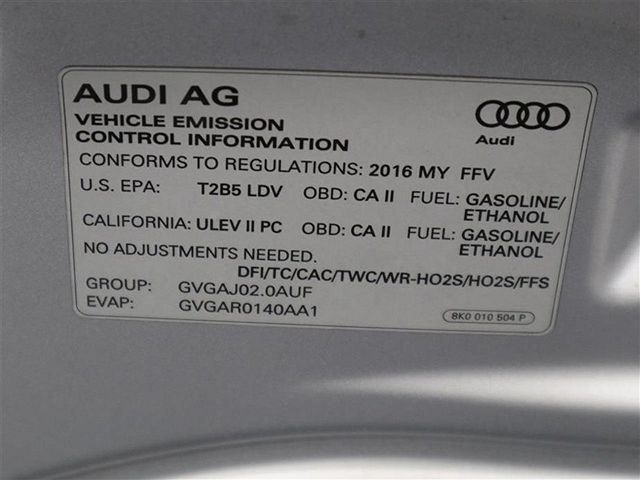 AUDI AG
Audi
VEHICLE EMISSION
CONTROL INFORMATION
CONFORMS TO REGULATIONS: 2016 MY FFV
U.S. EPA: T2B5 LDV OBD: CA II FUEL: GASOLINE/
ETHANOL
CALIFORNIA: ULEV II PC OBD: CA II FUEL: GASOLINE/
ETHANOL
NO ADJUSTMENTS NEEDED.
DFI/TC/CAC/TWC/WR-HO2S/HO2S/FFS
GROUP: GVGAJ02.0AUF
EVAP: GVGAR0140AA1
8K0 010 504 P